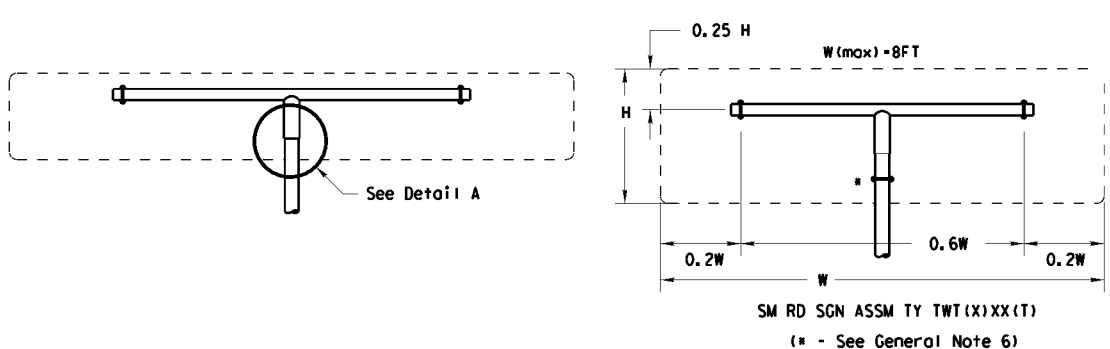 See Detail A
0.25 H
W(max)=8FT
H
*
0.2W
0.6W
0.2W
W
SM RD SGN ASSM TY TWT(X)XX(T)
(* - See General Note 6)